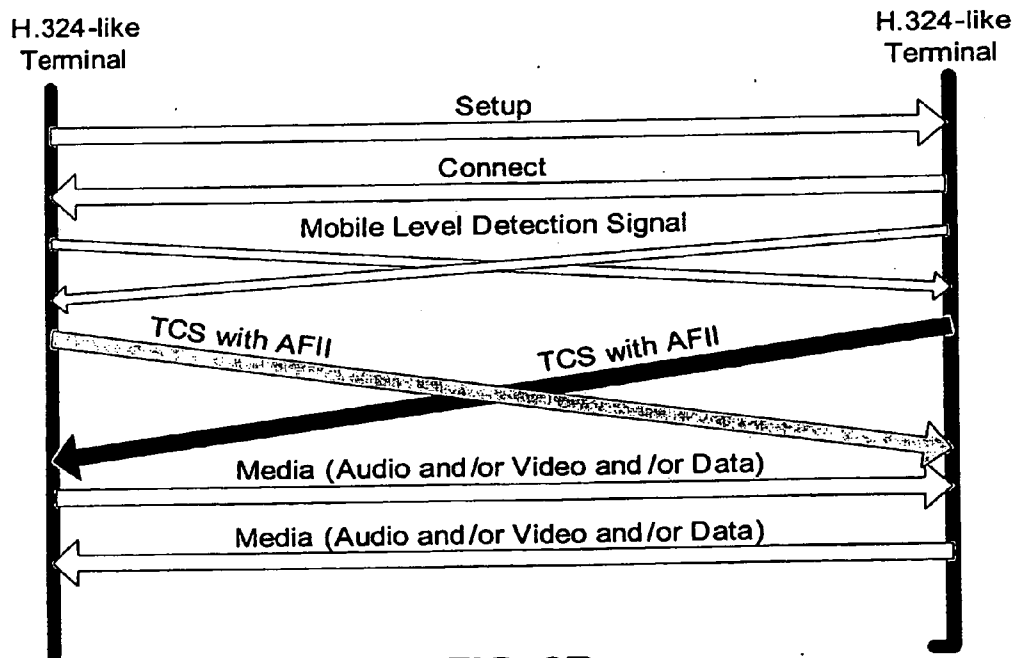 H.324-like
Terminal
H.324-like
Terminal
Setup
Connect
Mobile Level Detection Signal
TCS with AFII
TCS with AFII
Media (Audio and/or Video and/or Data)
Media (Audio and/or Video and/or Data)